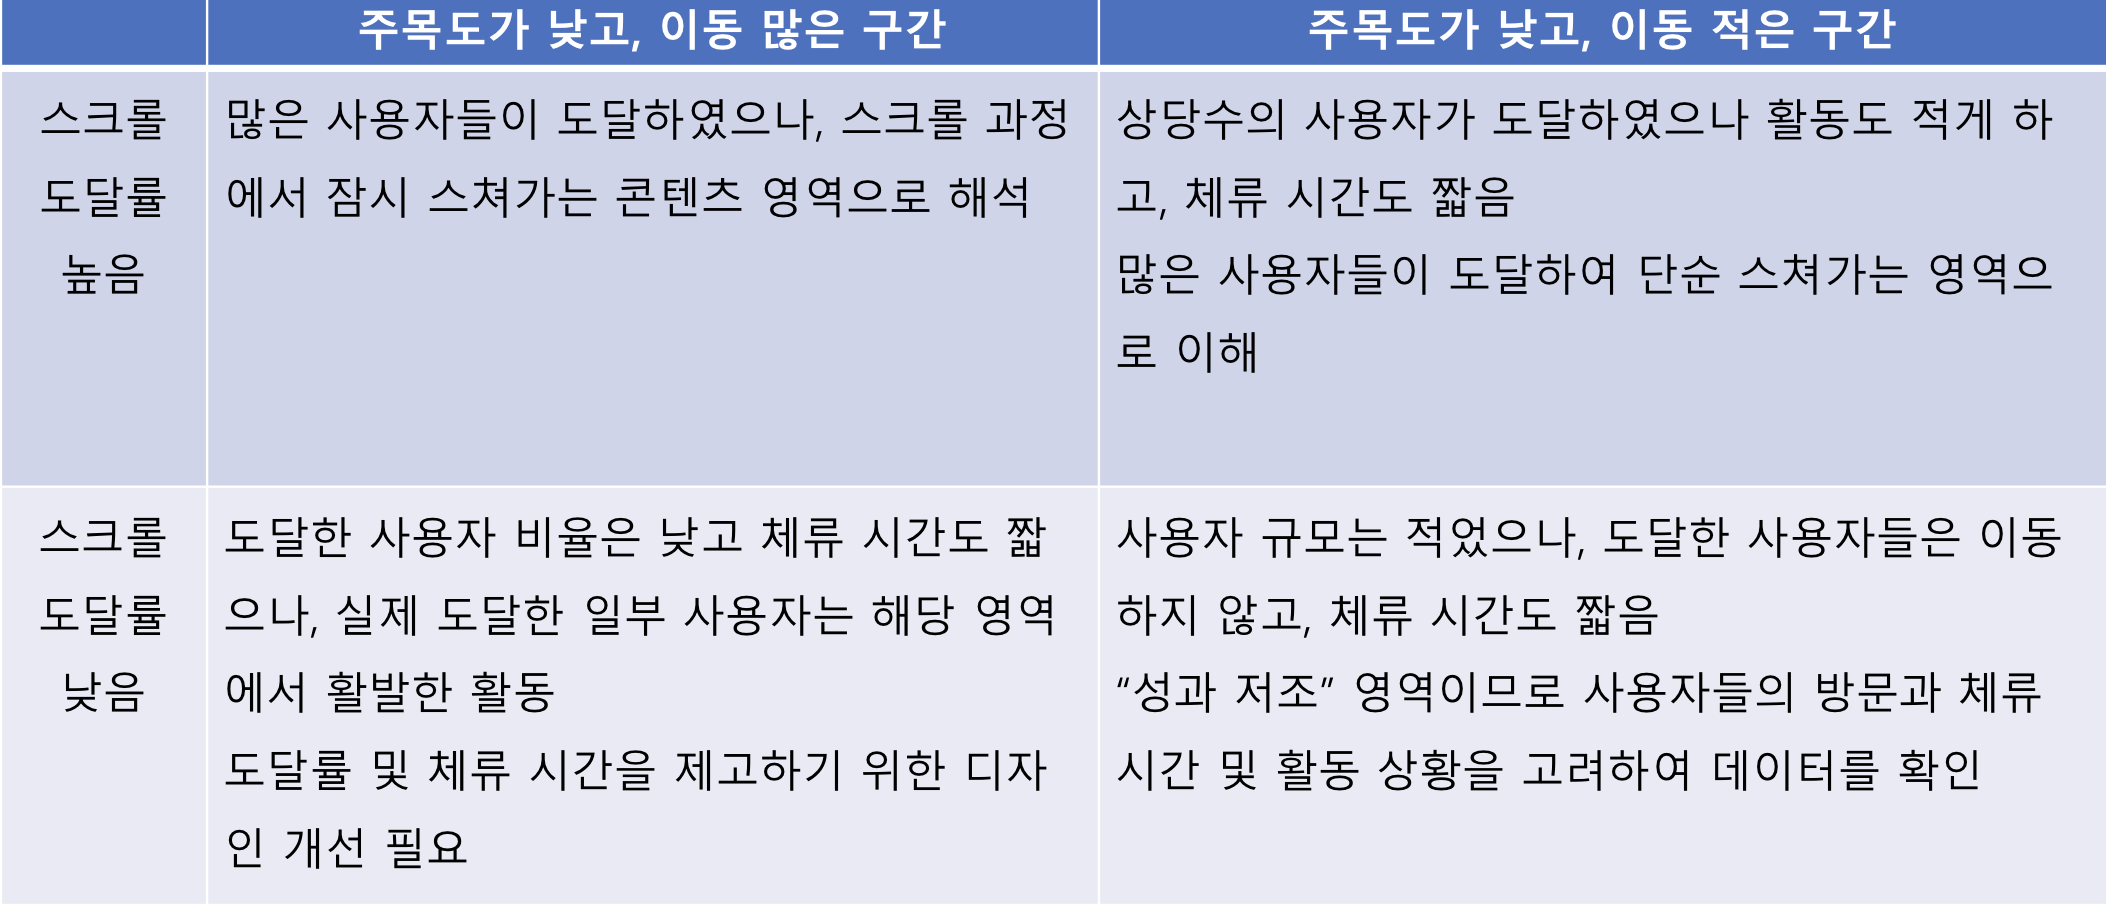 주목도가 낮고, 이동 많은 구간
주목도가 낮고, 이동 적은 구간
스크롤
도달률
높음
많은 사용자들이 도달하였으나, 스크롤 과정
에서 잠시 스쳐가는 콘텐츠 영역으로 해석
상당수의 사용자가 도달하였으나 활동도 적게 하
고, 체류 시간도 짧음
많은 사용자들이 도달하여 단순 스쳐가는 영역으
로 이해
스크롤
도달률
낮음
도달한 사용자 비율은 낮고 체류 시간도 짧
으나, 실제 도달한 일부 사용자는 해당 영역
에서 활발한 활동
도달률 및 체류 시간을 제고하기 위한 디자
인 개선 필요
사용자 규모는 적었으나, 도달한 사용자들은 이동
하지 않고, 체류 시간도 짧음
“성과 저조” 영역이므로 사용자들의 방문과 체류
시간 및 활동 상황을 고려하여 데이터를 확인